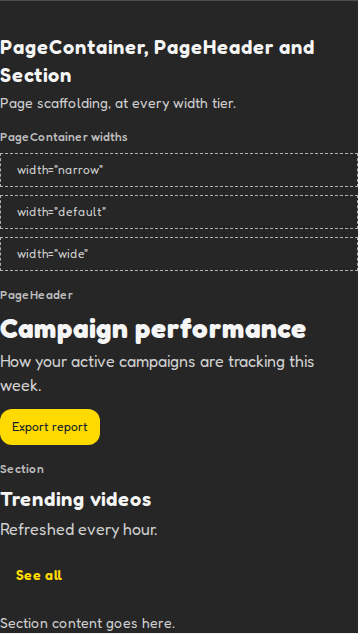 PageContainer, PageHeader and
Section
Page scaffolding, at every width tier.
PageContainer widths
width="narrow"
width="default"
width="wide"
PageHeader
Campaign performance
How your active campaigns are tracking this
week.
Export report
Section
Trending videos
Refreshed every hour.
See all
Section content goes here.